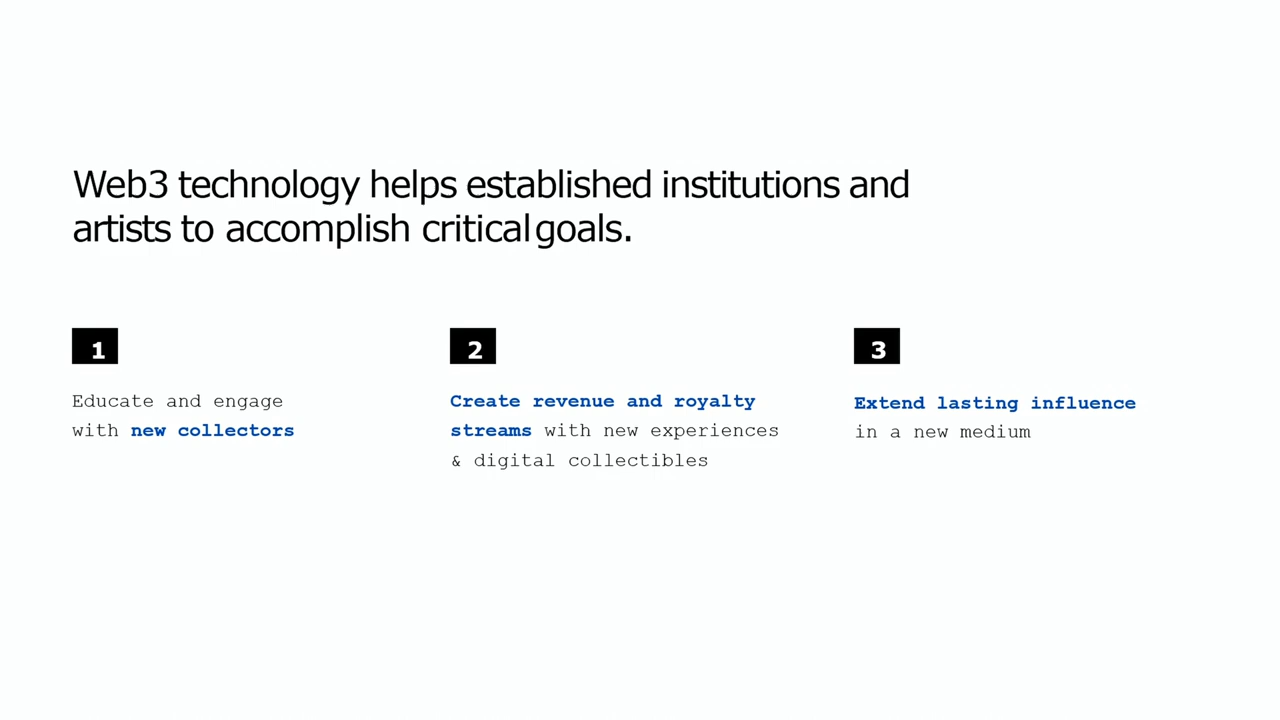 Web3 technology helps established institutions and
artists to accomplish critical goals.
1
Educate and engage
with new collectors
2
Create revenue and royalty
streams with new experiences
& digital collectibles
3
Extend lasting influence
in a new medium